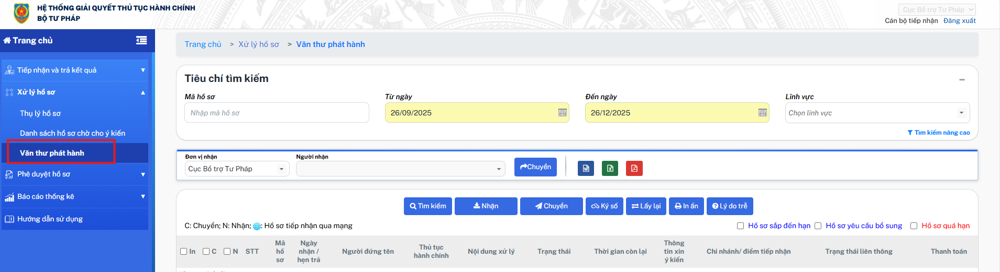 HỆ THỐNG GIẢI QUYẾT THỦ TỤC HÀNH CHÍNH
BỘ TƯ PHÁP
Cục Bổ trợ Tư Pháp
Cán bộ tiếp nhận Đăng xuất
Trang chủ
Tiếp nhận và trả kết quả
Xử lý hồ sơ
Thụ lý hồ sơ
Danh sách hồ sơ chờ cho ý kiến
Văn thư phát hành
Phê duyệt hồ sơ
Báo cáo thống kê
Hướng dẫn sử dụng
Trang chủ > Xử lý hồ sơ > Văn thư phát hành
Tiêu chí tìm kiếm
Mã hồ sơ Từ ngày Đến ngày Lĩnh vực
Nhập mã hồ sơ 26/09/2025 26/12/2025 Chọn lĩnh vực
Tìm kiếm nâng cao
Đơn vị nhận Người nhận
Cục Bổ trợ Tư Pháp Chuyển
Tìm kiếm Nhận Chuyển Ký số Lấy lại In ấn Lý do trễ
C: Chuyển; N: Nhận; : Hồ sơ tiếp nhận qua mạng Hồ sơ sắp đến hạn Hồ sơ yêu cầu bổ sung Hồ sơ quá hạn
In C N STT Mã hồ sơ Ngày nhận / hẹn trả Người đứng tên Thủ tục hành chính Nội dung xử lý Trạng thái Thời gian còn lại Thông tin xin ý kiến Chi nhánh/ điểm tiếp nhận Trạng thái liên thông Thanh toán